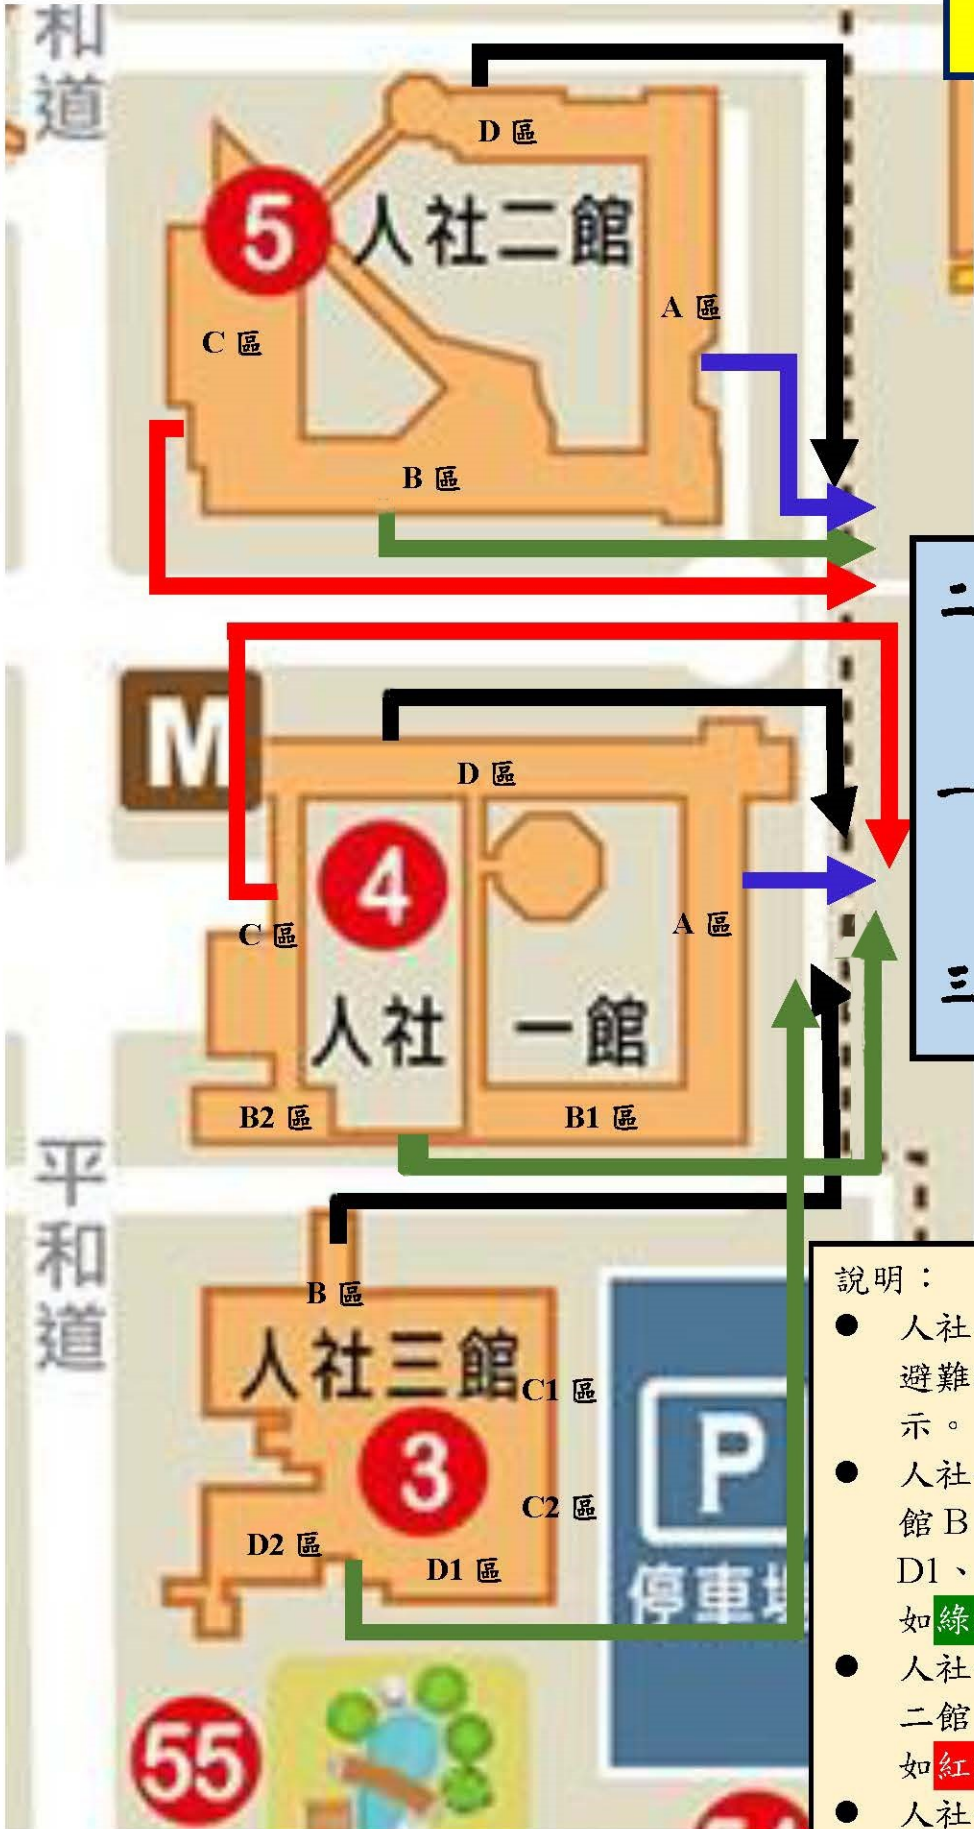 和
道
D 區
5
人社二館
A 區
C 區
B 區
二
M
D 區
一
4
A 區
C 區
三
人社 一館
B2 區
B1 區
平
和
道
B 區
人社三館
C1 區
3
P
C2 區
D2 區
D1 區
停車場
說明：
● 人社
避難
示。
● 人社
館 B
D1、
如綠
● 人社
二館
如紅
● 人社
55